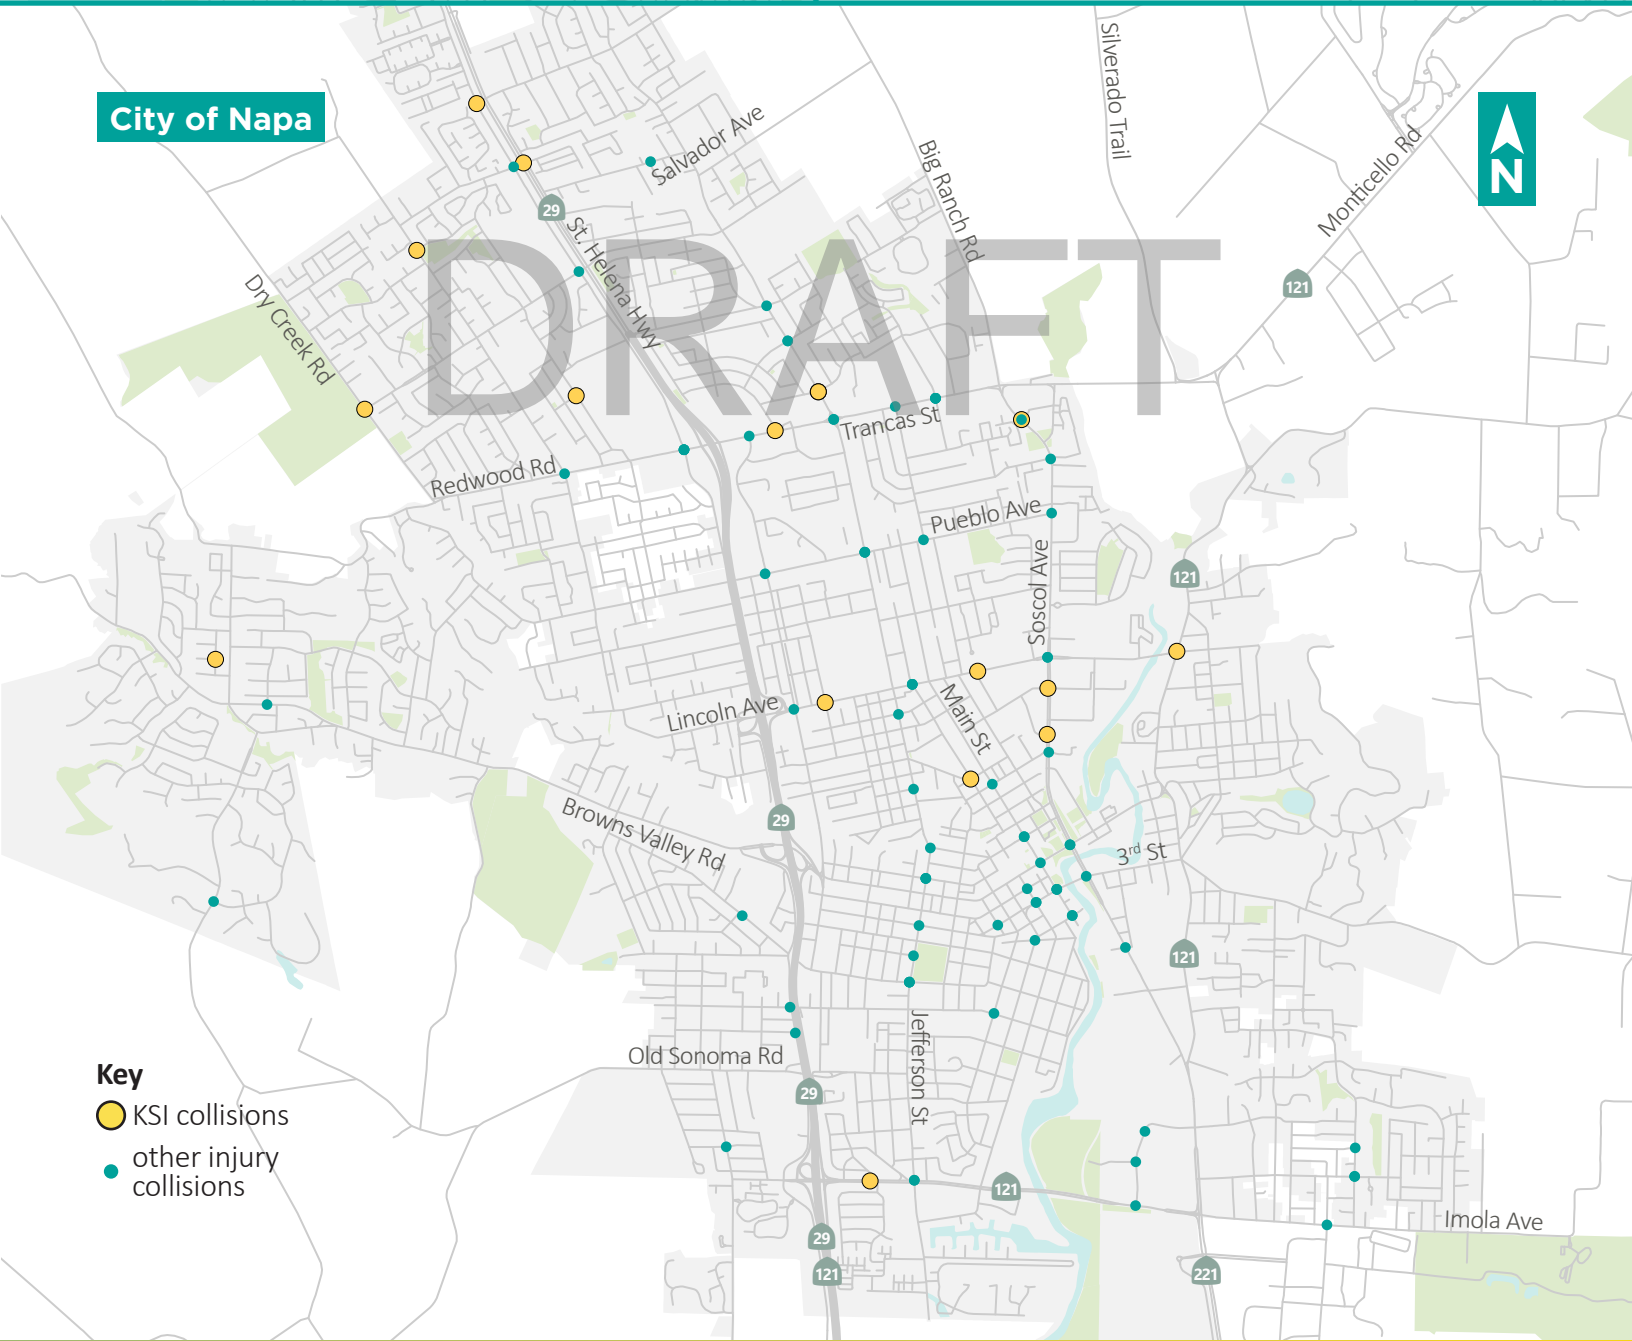 City of Napa
N
Silverado Trail
Big Ranch Rd
Salvador Ave
Monticello Rd
29
St. Helena Hwy
121
Dry Creek Rd
DRAFT
Trancas St
Redwood Rd
Pueblo Ave
Soscol Ave
121
Lincoln Ave
Main St
29
Browns Valley Rd
3rd St
121
Jefferson St
Old Sonoma Rd
29
121
Imola Ave
29
121
221
Key
KSI collisions
other injury
collisions